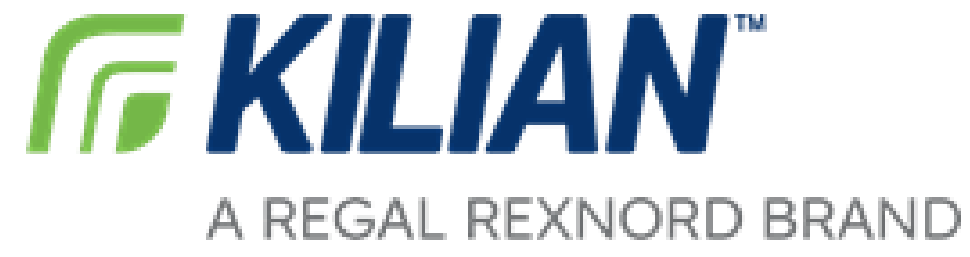 KILIAN™
A REGAL REXNORD BRAND